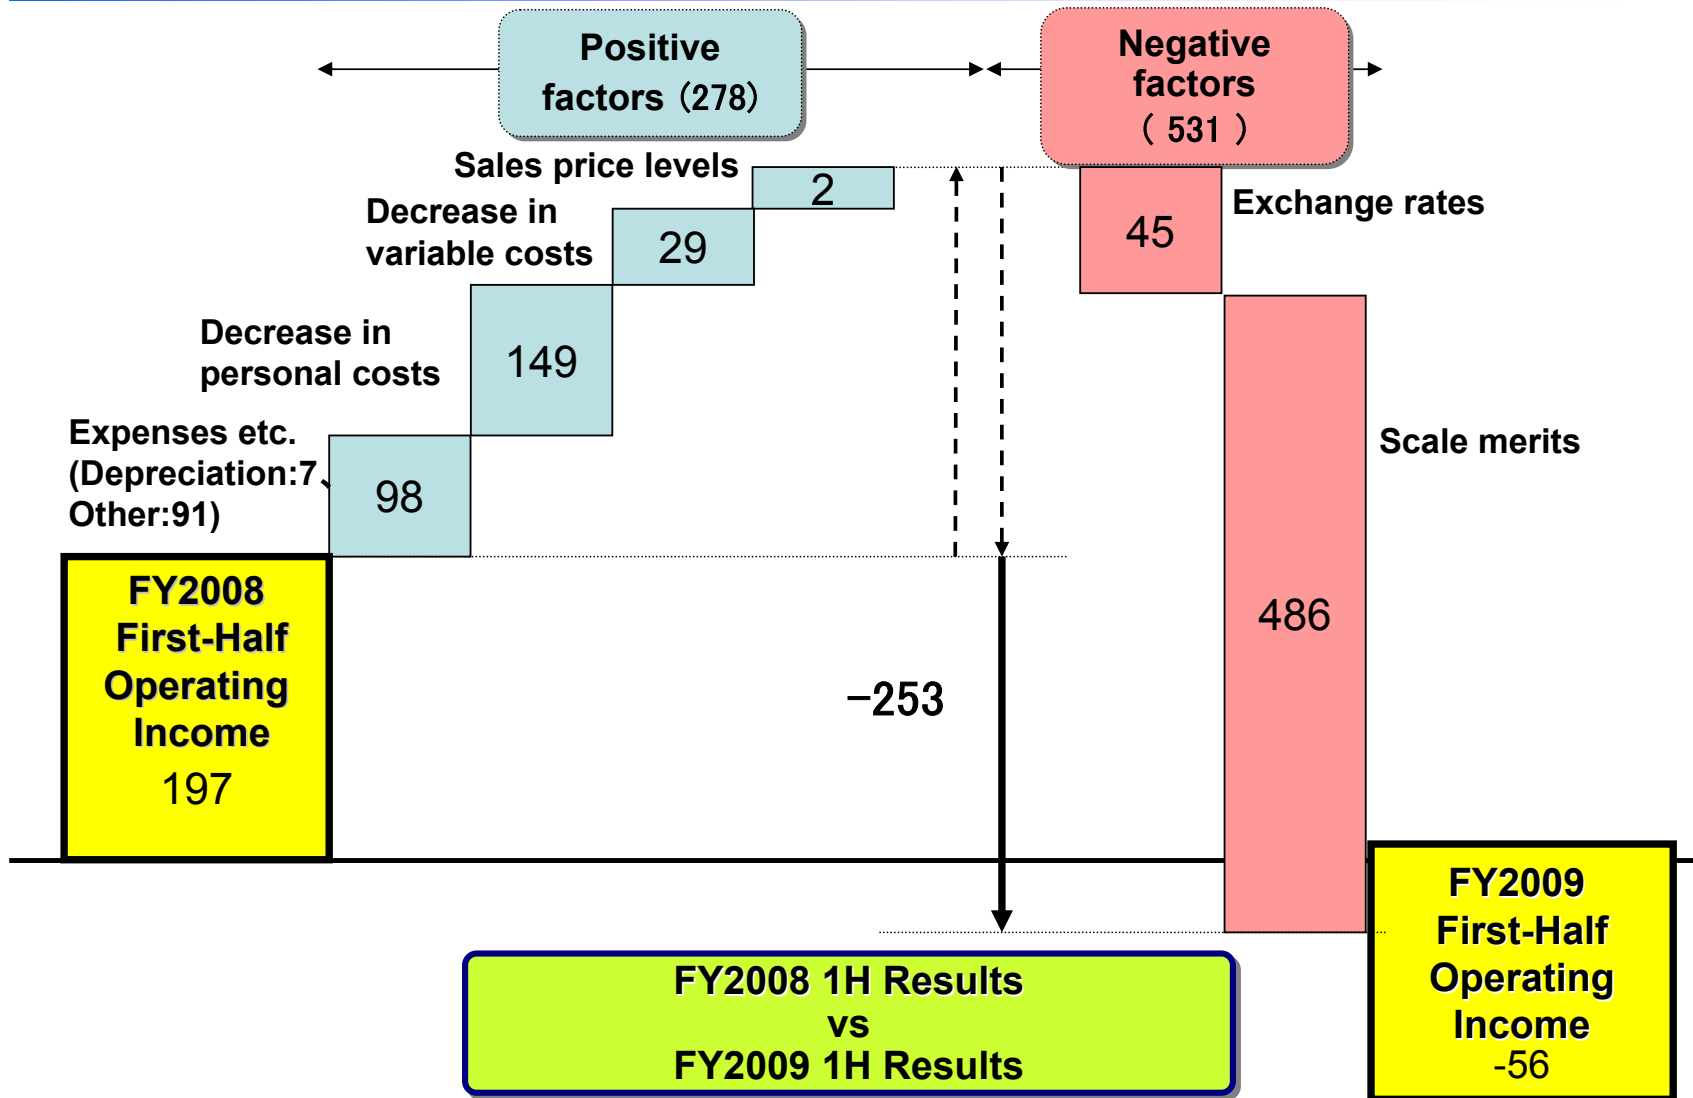 Positive
factors（278）
Negative
factors
（ 531 ）
Sales price levels
2
Decrease in
variable costs
29
Exchange rates
45
Decrease in
personal costs
149
Expenses etc.
(Depreciation:7
Other:91)
98
Scale merits
486
FY2008
First-Half
Operating
Income
197
−253
FY2009
First-Half
Operating
Income
-56
FY2008 1H Results
vs
FY2009 1H Results